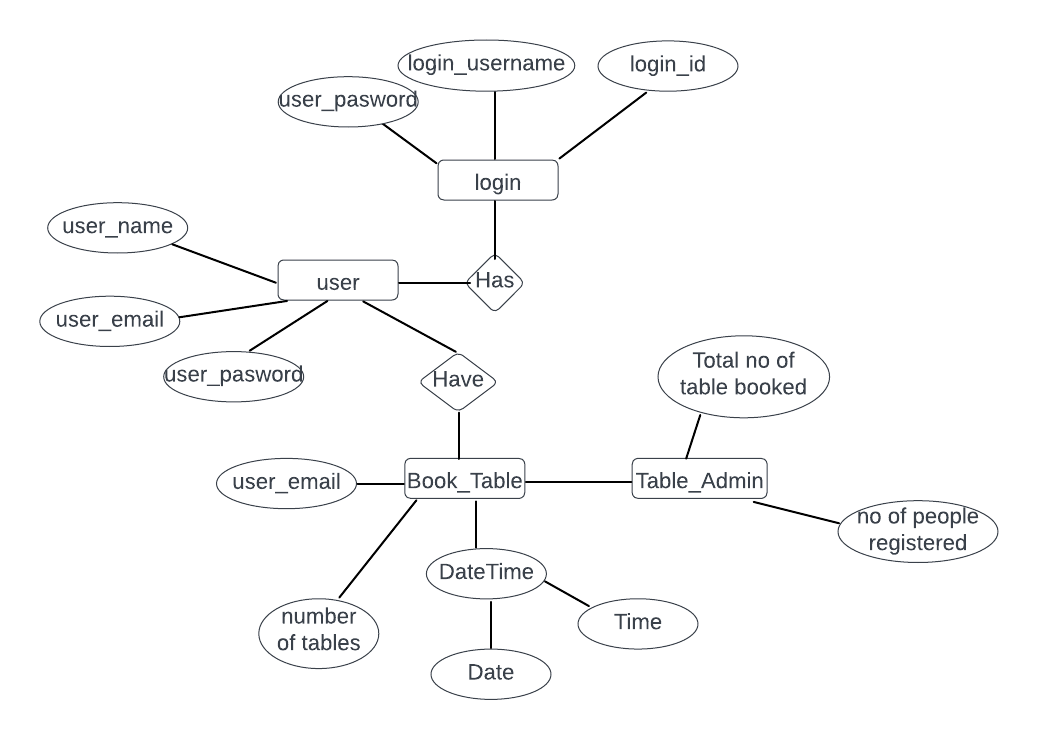 login_username
login_id
user_pasword
login
user_name
user
Has
user_email
user_pasword
Have
Total no of
table booked
user_email
Book_Table
Table_Admin
no of people
registered
DateTime
number
of tables
Time
Date